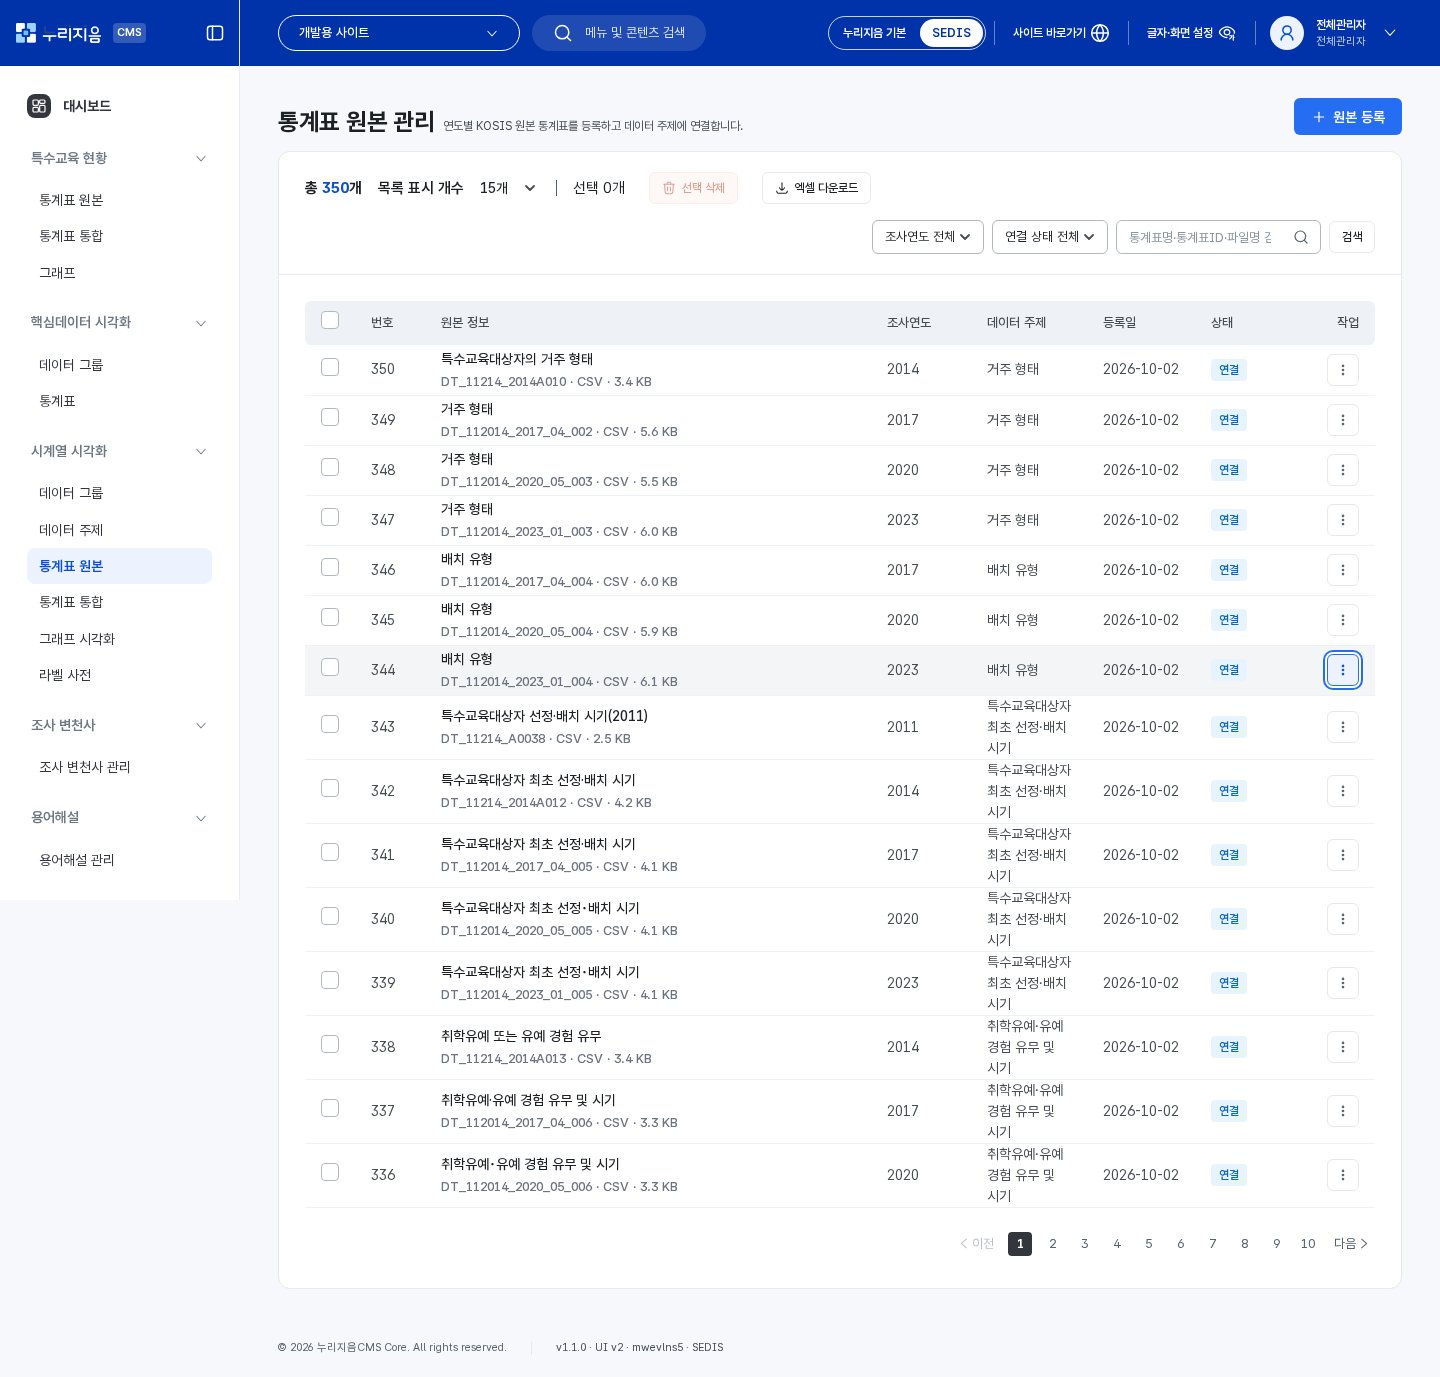 누리지음 CMS
개발용 사이트
메뉴 및 콘텐츠 검색
누리지음 기본 SEDIS
사이트 바로가기
글자·화면 설정
전체관리자
전체관리자
대시보드
특수교육 현황
통계표 원본
통계표 통합
그래프
핵심데이터 시각화
데이터 그룹
통계표
시계열 시각화
데이터 그룹
데이터 주제
통계표 원본
통계표 통합
그래프 시각화
라벨 사전
조사 변천사
조사 변천사 관리
용어해설
용어해설 관리
통계표 원본 관리 연도별 KOSIS 원본 통계표를 등록하고 데이터 주제에 연결합니다.
원본 등록
총 350개 목록 표시 개수 15개 선택 0개 선택 삭제 엑셀 다운로드
조사연도 전체 연결 상태 전체 통계표명·통계표ID·파일명 검색
번호 원본 정보 조사연도 데이터 주제 등록일 상태 작업
350 특수교육대상자의 거주 형태 2014 거주 형태 2026-10-02 연결
DT_11214_2014A010 · CSV · 3.4 KB
349 거주 형태 2017 거주 형태 2026-10-02 연결
DT_112014_2017_04_002 · CSV · 5.6 KB
348 거주 형태 2020 거주 형태 2026-10-02 연결
DT_112014_2020_05_003 · CSV · 5.5 KB
347 거주 형태 2023 거주 형태 2026-10-02 연결
DT_112014_2023_01_003 · CSV · 6.0 KB
346 배치 유형 2017 배치 유형 2026-10-02 연결
DT_112014_2017_04_004 · CSV · 6.0 KB
345 배치 유형 2020 배치 유형 2026-10-02 연결
DT_112014_2020_05_004 · CSV · 5.9 KB
344 배치 유형 2023 배치 유형 2026-10-02 연결
DT_112014_2023_01_004 · CSV · 6.1 KB
343 특수교육대상자 선정·배치 시기(2011) 2011 특수교육대상자 최초 선정·배치 시기 2026-10-02 연결
DT_11214_A0038 · CSV · 2.5 KB
342 특수교육대상자 최초 선정·배치 시기 2014 특수교육대상자 최초 선정·배치 시기 2026-10-02 연결
DT_11214_2014A012 · CSV · 4.2 KB
341 특수교육대상자 최초 선정·배치 시기 2017 특수교육대상자 최초 선정·배치 시기 2026-10-02 연결
DT_112014_2017_04_005 · CSV · 4.1 KB
340 특수교육대상자 최초 선정･배치 시기 2020 특수교육대상자 최초 선정·배치 시기 2026-10-02 연결
DT_112014_2020_05_005 · CSV · 4.1 KB
339 특수교육대상자 최초 선정･배치 시기 2023 특수교육대상자 최초 선정·배치 시기 2026-10-02 연결
DT_112014_2023_01_005 · CSV · 4.1 KB
338 취학유예 또는 유예 경험 유무 2014 취학유예·유예 경험 유무 및 시기 2026-10-02 연결
DT_11214_2014A013 · CSV · 3.4 KB
337 취학유예·유예 경험 유무 및 시기 2017 취학유예·유예 경험 유무 및 시기 2026-10-02 연결
DT_112014_2017_04_006 · CSV · 3.3 KB
336 취학유예･유예 경험 유무 및 시기 2020 취학유예·유예 경험 유무 및 시기 2026-10-02 연결
DT_112014_2020_05_006 · CSV · 3.3 KB
이전 1 2 3 4 5 6 7 8 9 10 다음
© 2026 누리지음CMS Core. All rights reserved. v1.1.0 · UI v2 · mwevlns5 · SEDIS